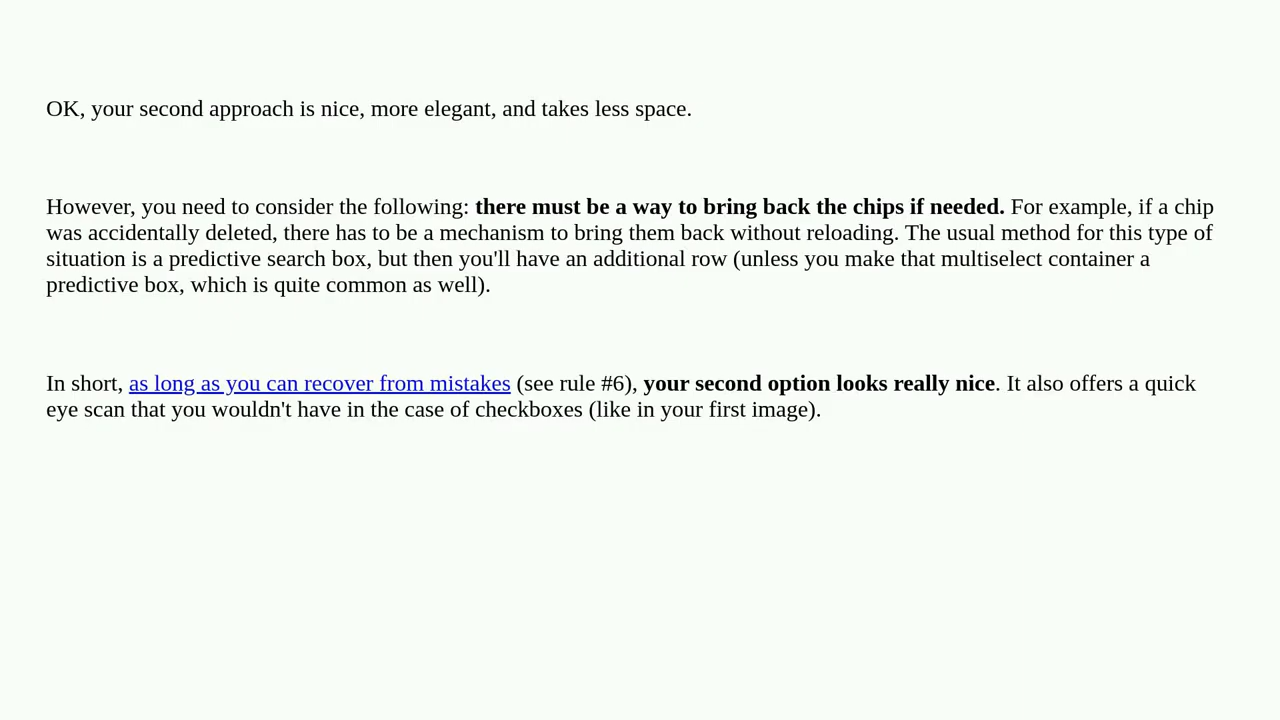 OK, your second approach is nice, more elegant, and takes less space.
However, you need to consider the following: there must be a way to bring back the chips if needed. For example, if a chip
was accidentally deleted, there has to be a mechanism to bring them back without reloading. The usual method for this type of
situation is a predictive search box, but then you'll have an additional row (unless you make that multiselect container a
predictive box, which is quite common as well).
In short, as long as you can recover from mistakes (see rule #6), your second option looks really nice. It also offers a quick
eye scan that you wouldn't have in the case of checkboxes (like in your first image).